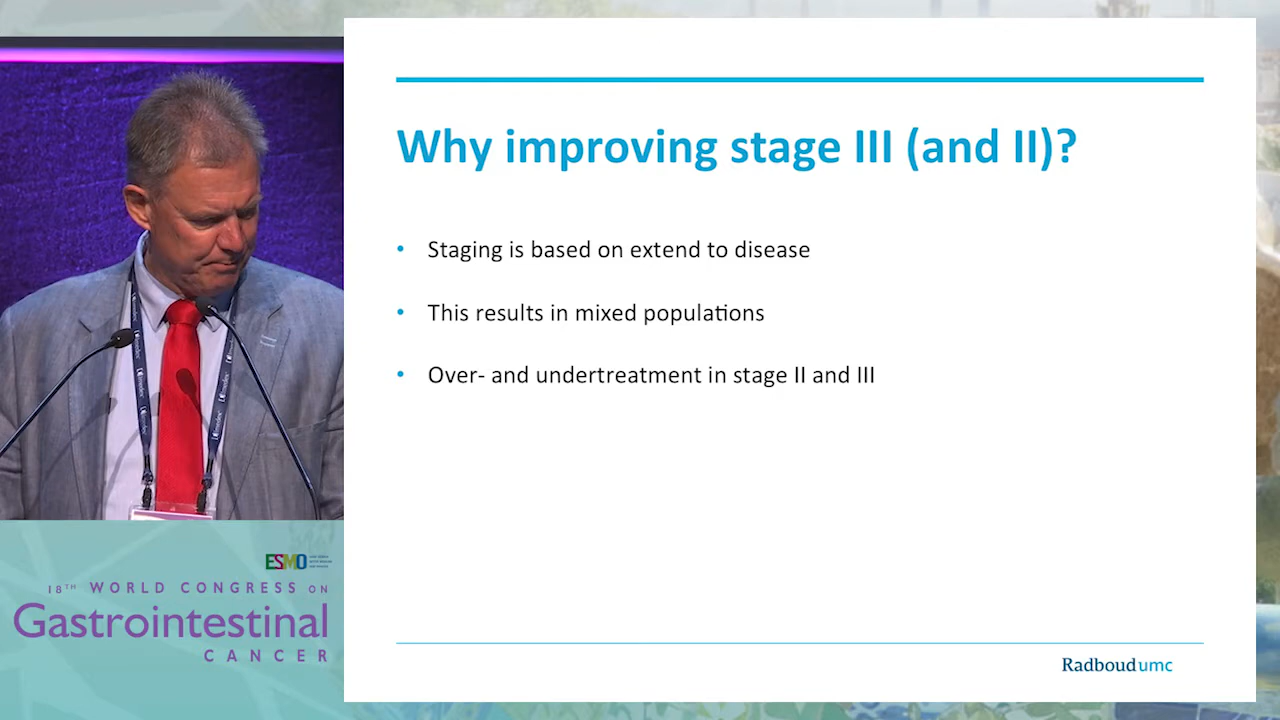 Why improving stage III (and II)?
• Staging is based on extend to disease
• This results in mixed populations
• Over- and undertreatment in stage II and III
Radboudumc
ESMO
18TH WORLD CONGRESS ON
Gastrointestinal
CANCER